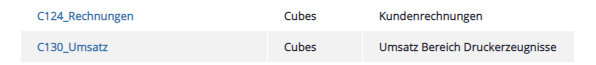 C124_Rechnungen Cubes Kundenrechnungen
C130_Umsatz Cubes Umsatz Bereich Druckerzeugnisse